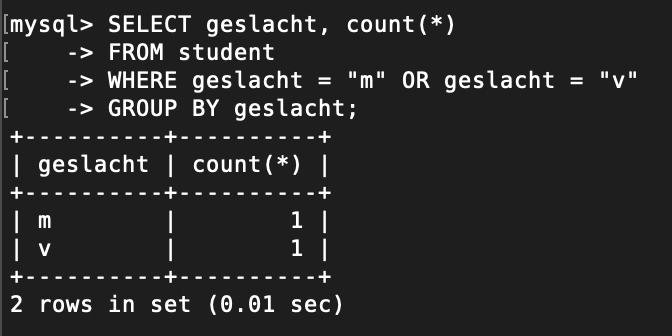 [mysql> SELECT geslacht, count(*)
[    -> FROM student
[    -> WHERE geslacht = "m" OR geslacht = "v"
[    -> GROUP BY geslacht;
+----------+----------+
| geslacht | count(*) |
+----------+----------+
| m        |        1 |
| v        |        1 |
+----------+----------+
2 rows in set (0.01 sec)